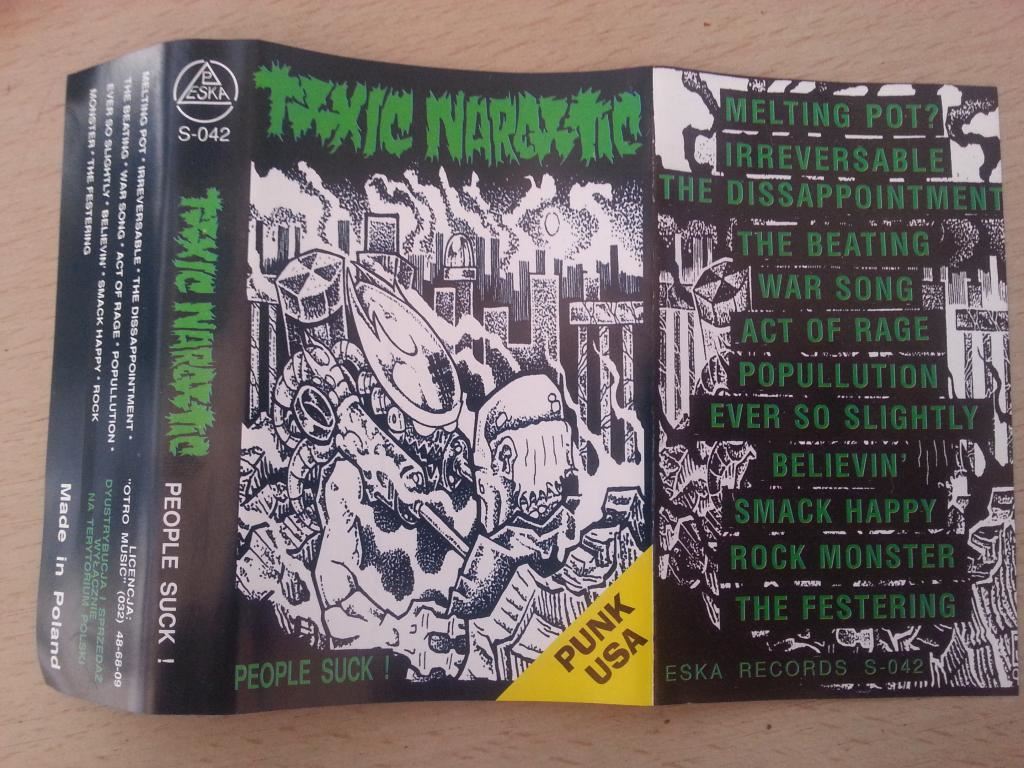 MELTING POT • IRREVERSABLE • THE DISSAPPOINTMENT •
THE BEATING • WAR SONG • ACT OF RAGE • POPULLUTION •
EVER SO SLIGHTLY • BELIEVIN' • SMACK HAPPY • ROCK
MONSTER • THE FESTERING
LICENCJA:
"OTRO MUSIC" (032) 48-68-09
DYUSTRYBUCJA I SPRZEDAŻ
WYŁĄCZNIE
NA TERYTORIUM POLSKI
Made in Poland
ESKA
S-042
TOXIC NARCOTIC
PEOPLE SUCK !
TOXIC NARCOTIC
PEOPLE SUCK !
PUNK
USA
MELTING POT?
IRREVERSABLE
THE DISSAPPOINTMENT
THE BEATING
WAR SONG
ACT OF RAGE
POPULLUTION
EVER SO SLIGHTLY
BELIEVIN'
SMACK HAPPY
ROCK MONSTER
THE FESTERING
ESKA RECORDS S-042